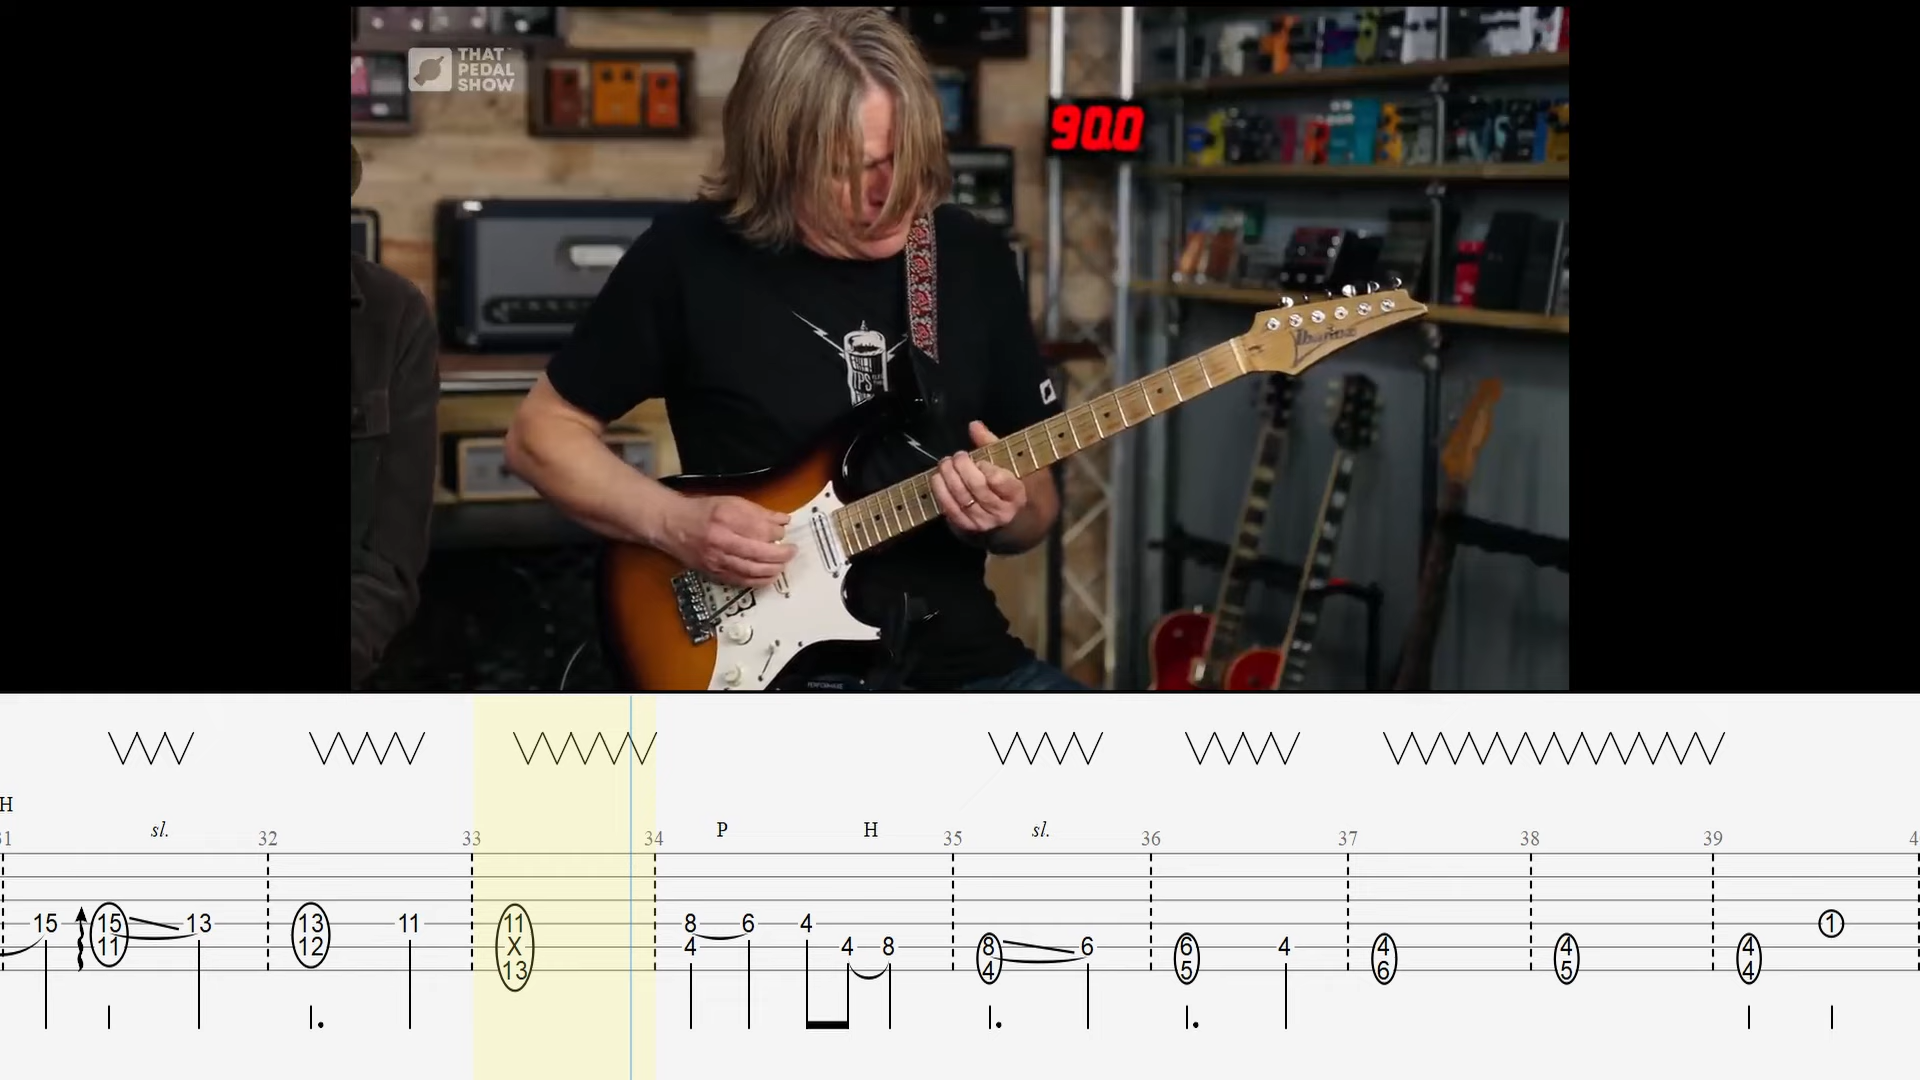 THAT
PEDAL
SHOW
90.0
Ibanez
TPS
H
sl.
P
H
sl.
31 32 33 34 35 36 37 38 39
15 15 13 13 11 11 8 6 4 1
11 12 X 4 4 8 8 6 6 4 4 4 4
13 4 5 6 5 4